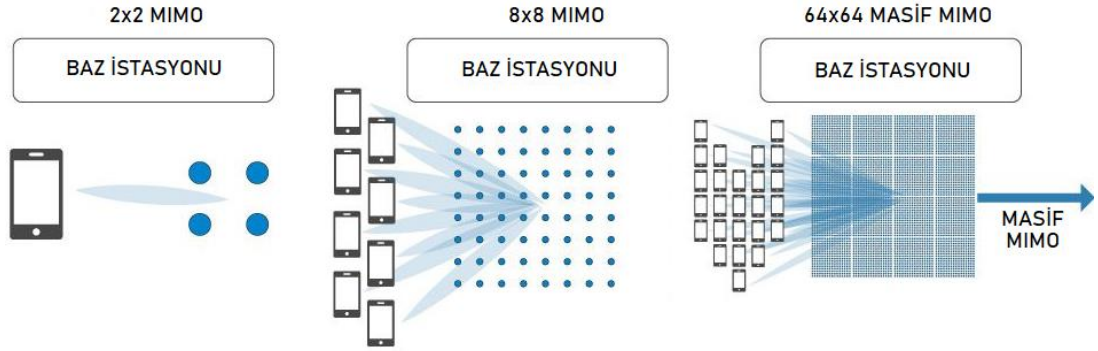 2x2 MIMO
BAZ İSTASYONU
8x8 MIMO
BAZ İSTASYONU
64x64 MASİF MIMO
BAZ İSTASYONU
MASİF
MIMO